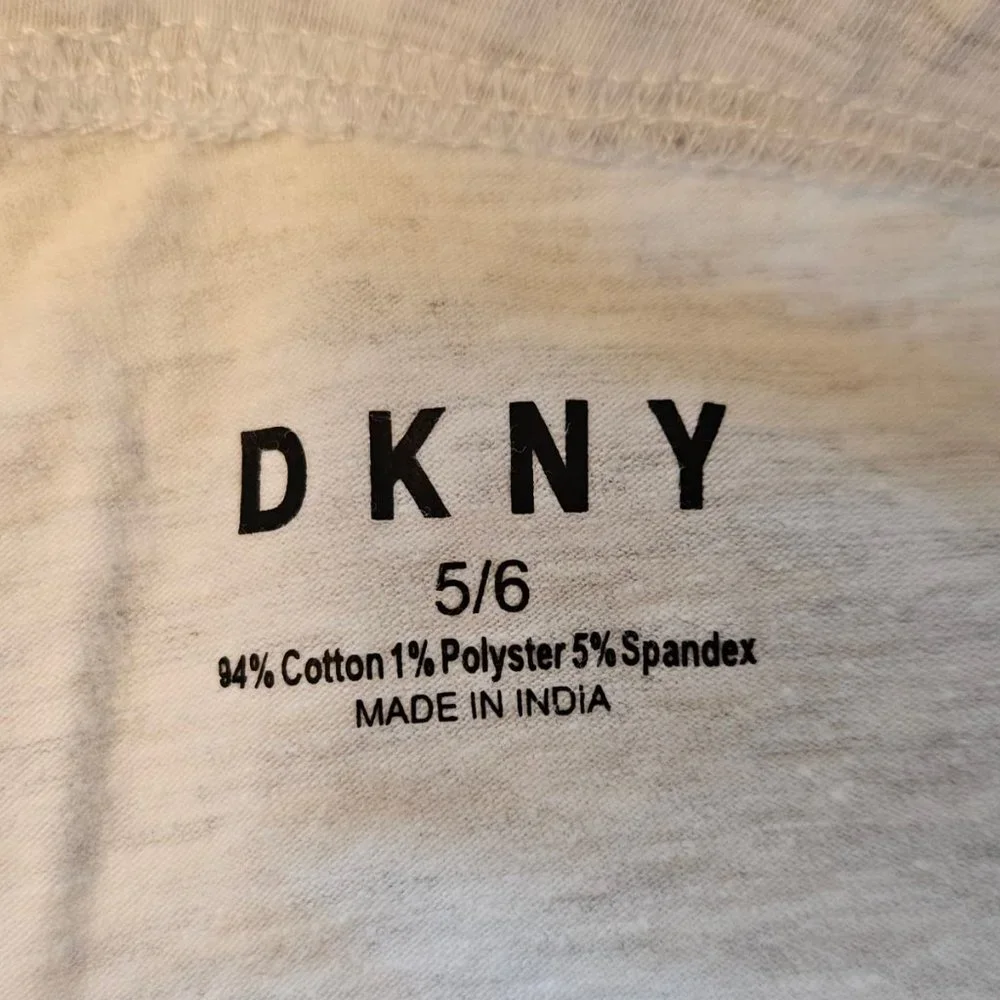 DKNY
5/6
94% Cotton 1% Polyster 5% Spandex
MADE IN INDIA